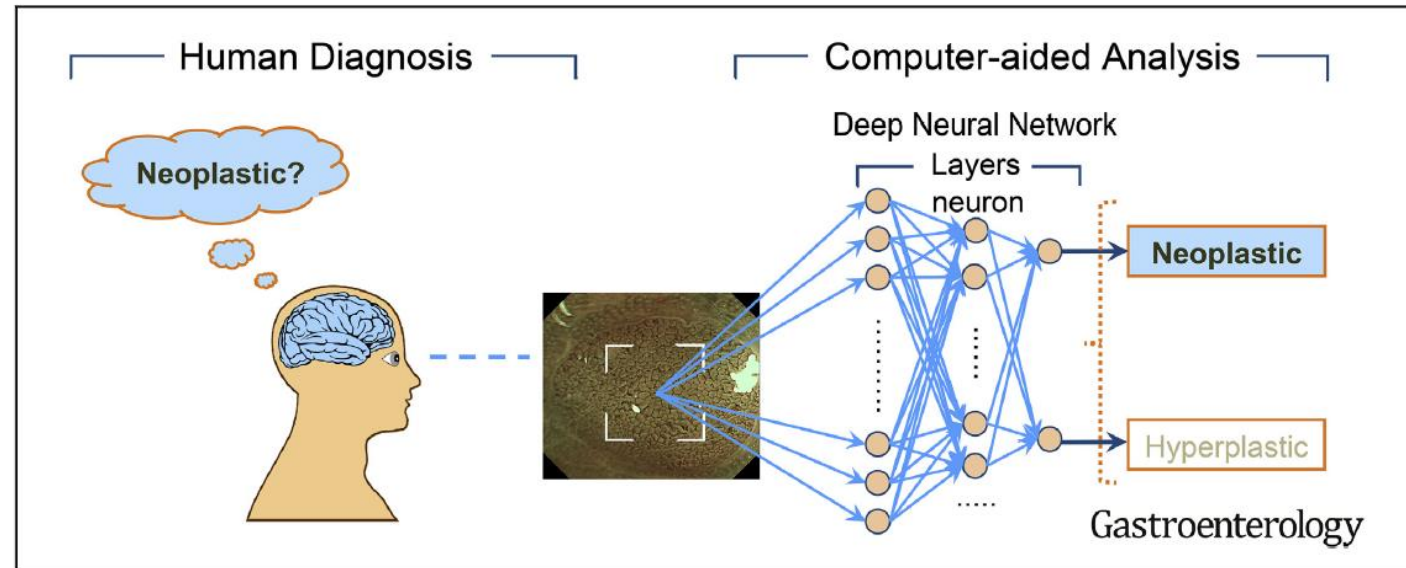 Human Diagnosis
Computer-aided Analysis
Neoplastic?
Deep Neural Network
Layers
neuron
Neoplastic
Hyperplastic
Gastroenterology